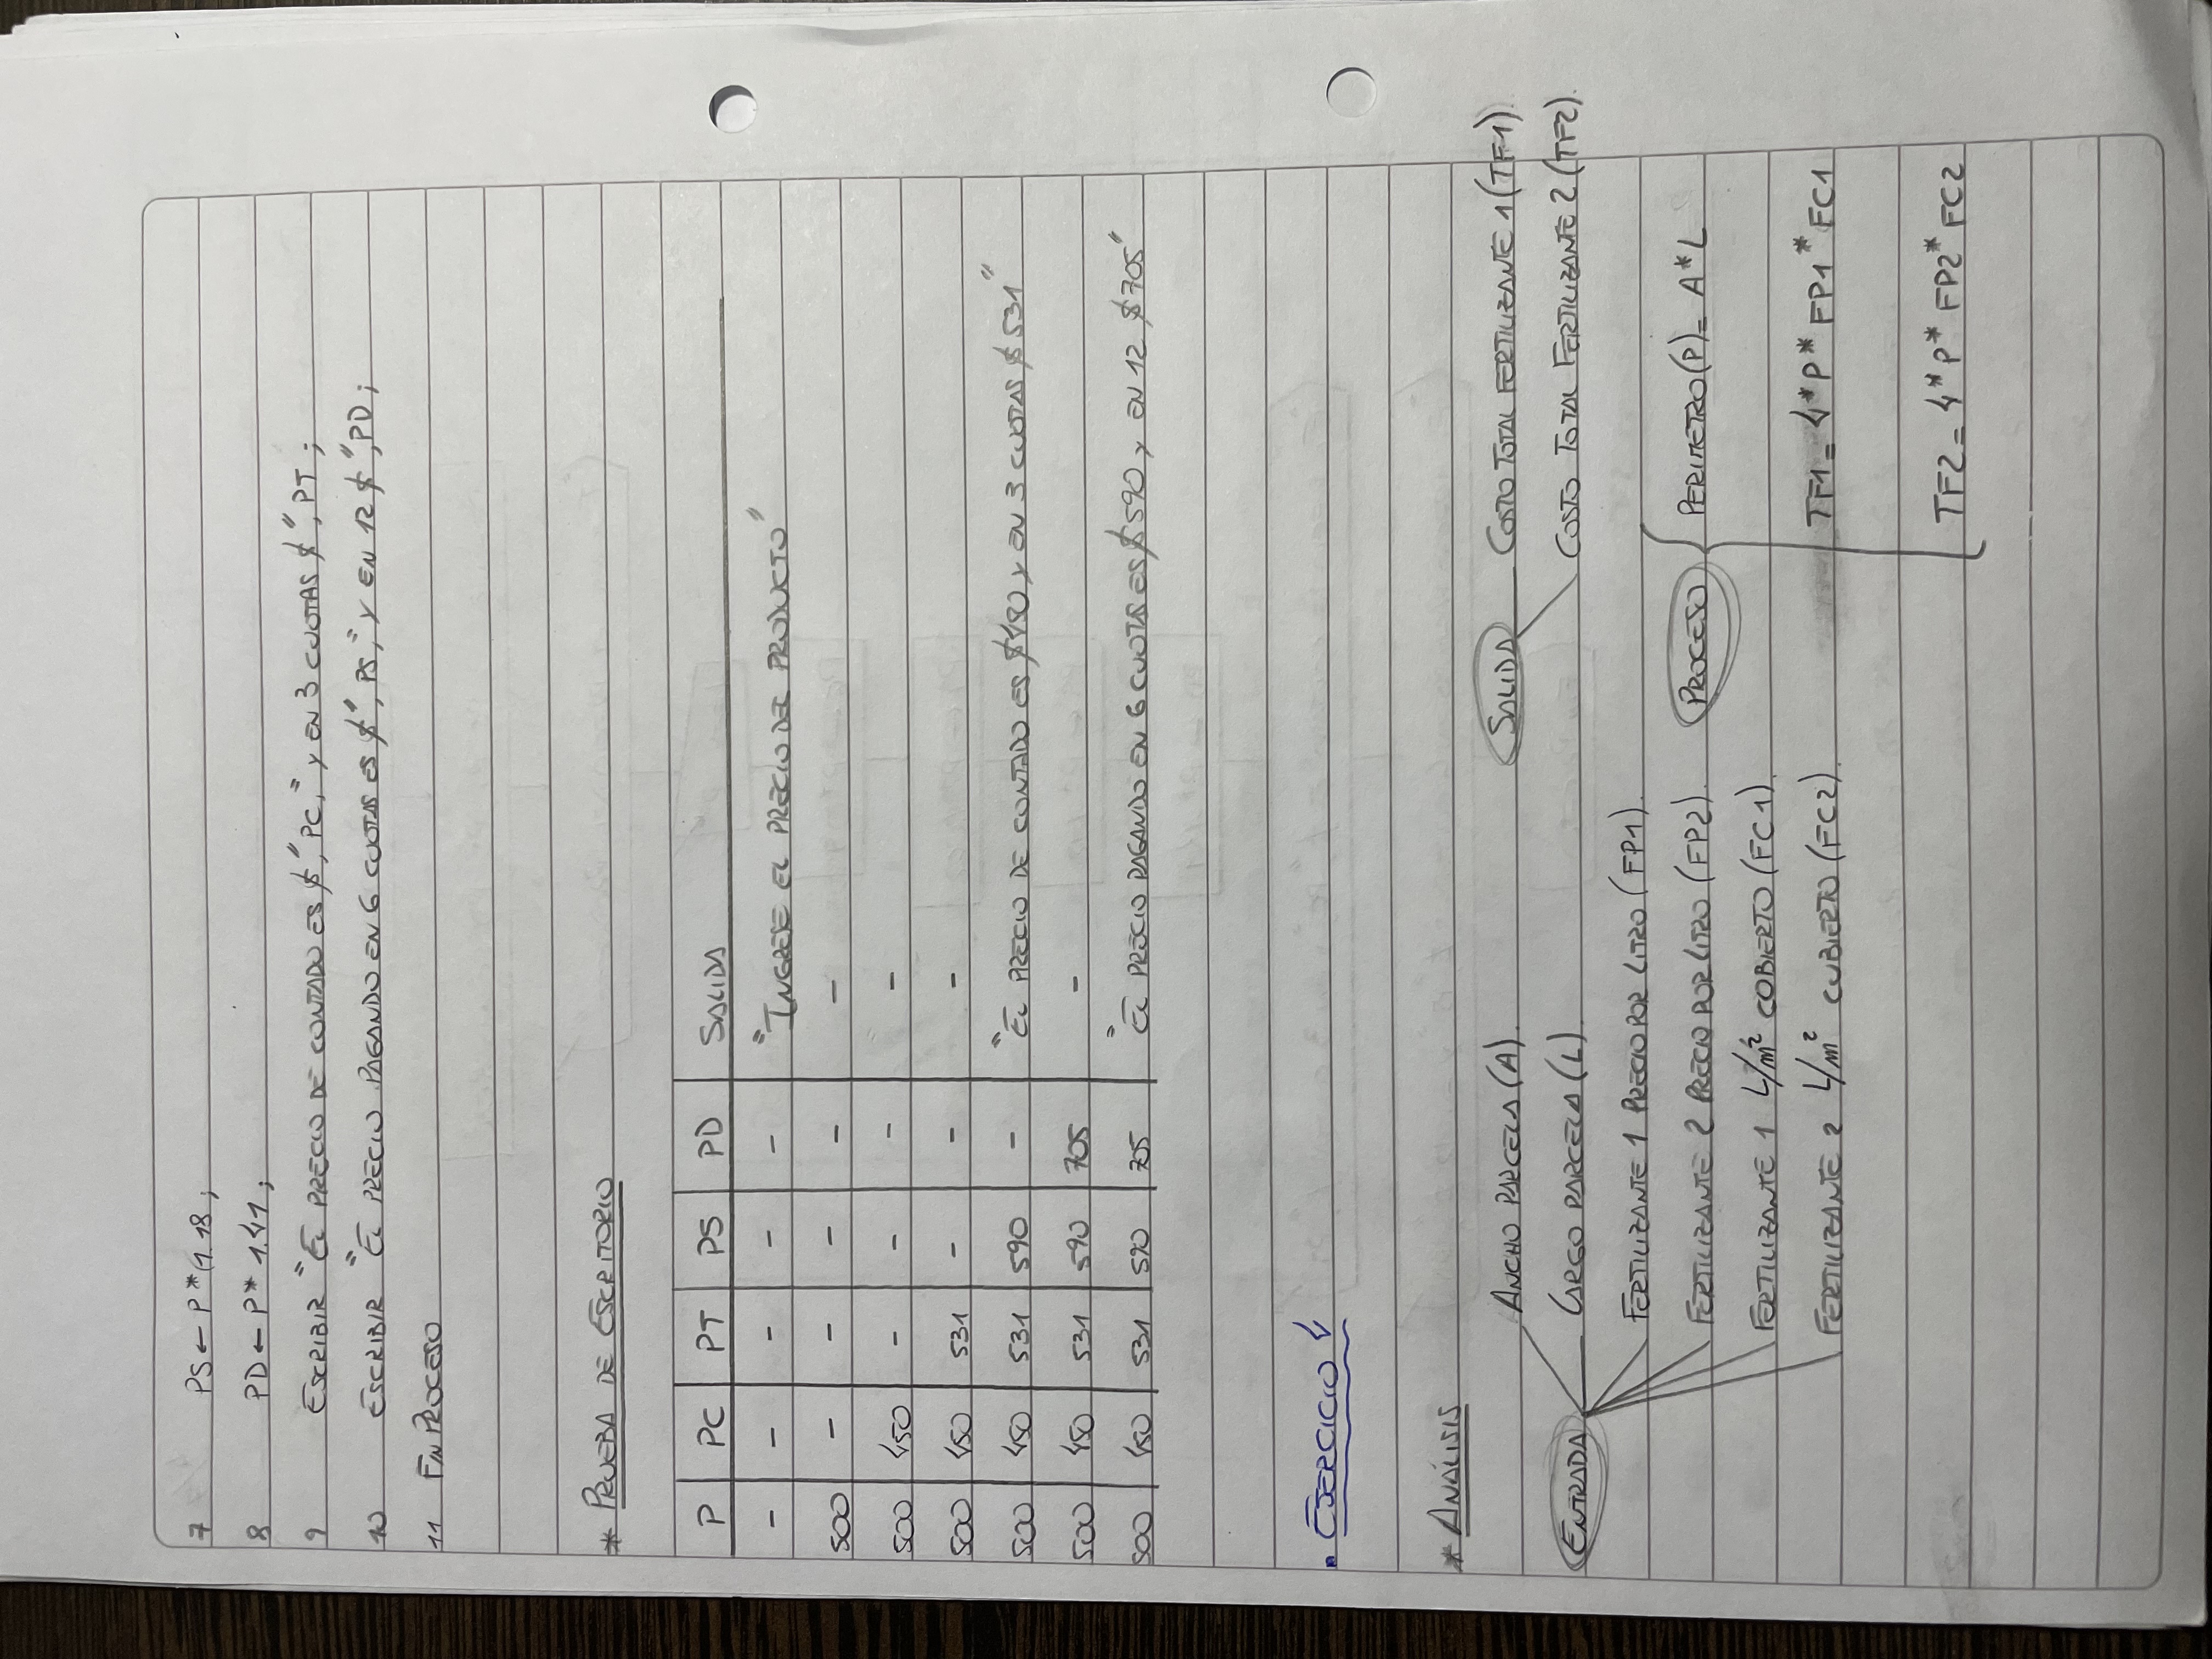 7 PS ← P*(1.18;
8 PD ← P* 1.41;
9 ESCRIBIR "EL PRECIO DE CONTADO ES $", PC, " Y EN 3 CUOTAS $", PT;
10 ESCRIBIR "EL PRECIO PAGANDO EN 6 CUOTAS ES $", PS, " Y EN 12 $", PD;
11 FINPROCESO
* PRUEBA DE ESCRITORIO
P PC PT PS PD SALIDA
- - - - - "INGRESE EL PRECIO DEL PRODUCTO"
500 - - - - -
500 450 - - - -
500 450 531 - - -
500 450 531 590 - "EL PRECIO DE CONTADO ES $450 Y EN 3 CUOTAS $531"
500 450 531 590 705 -
500 450 531 590 705 "EL PRECIO PAGANDO EN 6 CUOTAS ES $590 Y EN 12 $705"
. EJERCICIO 4
* ANÁLISIS
ENTRADA
ANCHO PARCELA (A).
LARGO PARCELA (L).
FERTILIZANTE 1 PRECIO POR LITRO (FP1).
FERTILIZANTE 2 PRECIO POR LITRO (FP2).
FERTILIZANTE 1 L/m² COBIERTO (FC1).
FERTILIZANTE 2 L/m² CUBIERTO (FC2).
SALIDA
COSTO TOTAL FERTILIZANTE 1 (TF1).
COSTO TOTAL FERTILIZANTE 2 (TF2).
PROCESO
PERIMETRO (P) = A*L
TF1 = 4*P*FP1*FC1
TF2 = 4*P*FP2*FC2